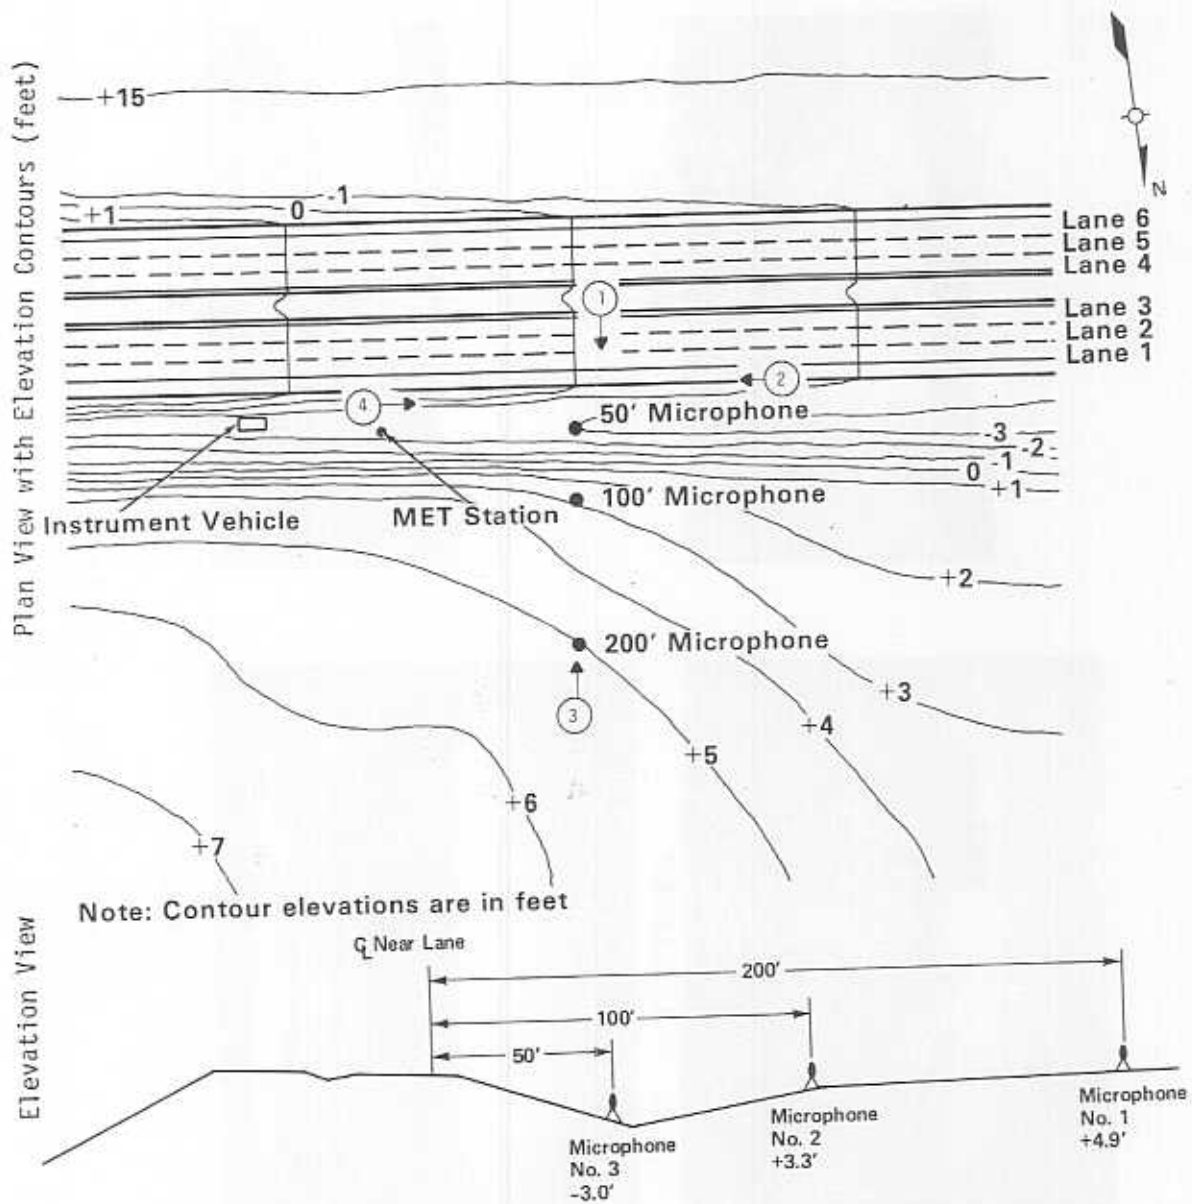 Plan View with Elevation Contours (feet)
+15
N
-1
0
+1
Lane 6
Lane 5
Lane 4
1
Lane 3
Lane 2
Lane 1
2
4
50' Microphone
-3
-2
-1
0
+1
100' Microphone
Instrument Vehicle
MET Station
+2
200' Microphone
+3
3
+4
+5
+6
+7
Note: Contour elevations are in feet
Elevation View
℄ Near Lane
200'
100'
50'
Microphone
No. 3
-3.0'
Microphone
No. 2
+3.3'
Microphone
No. 1
+4.9'